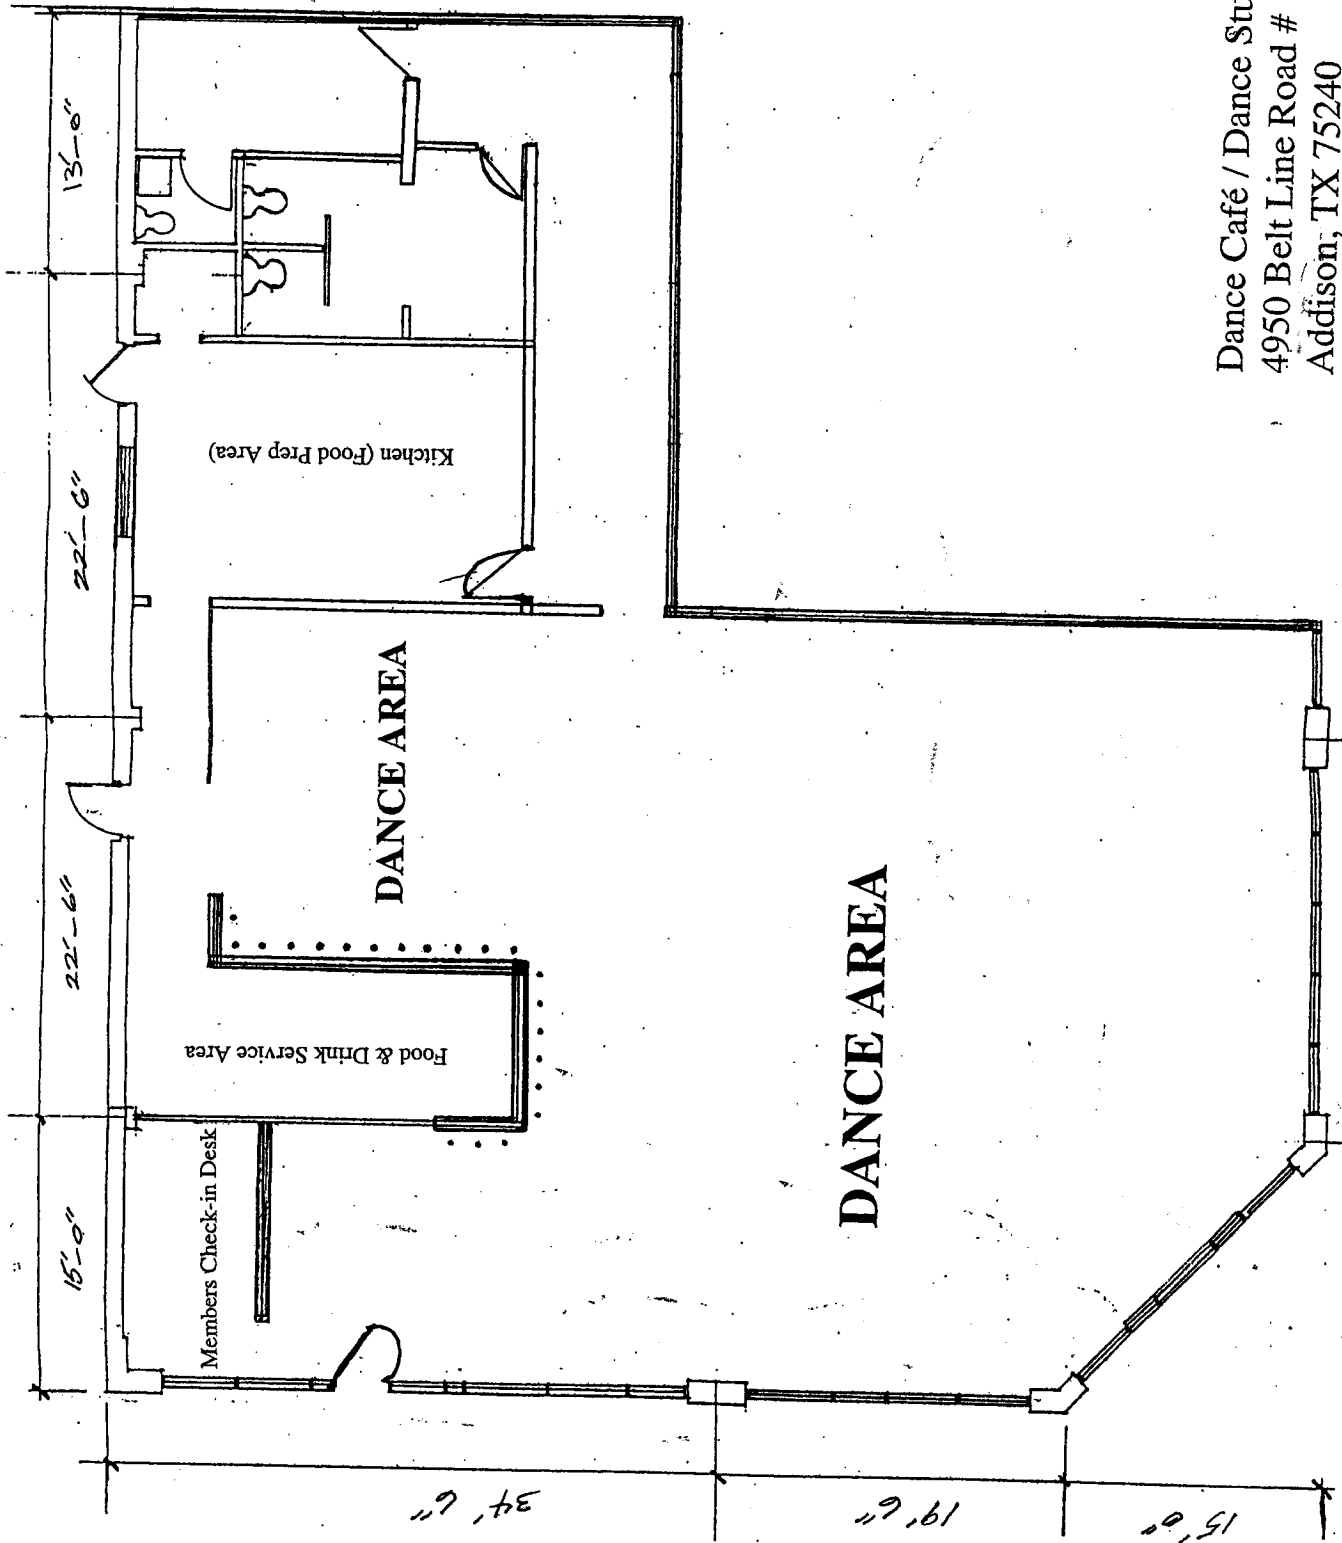 13'-0"
22'-6"
22'-6"
15'-0"
Kitchen (Food Prep Area)
DANCE AREA
Food & Drink Service Area
Members Check-in Desk
DANCE AREA
34' 6"
19' 6"
15' 0"
Dance Café / Dance Stu
4950 Belt Line Road #
Addison, TX 75240